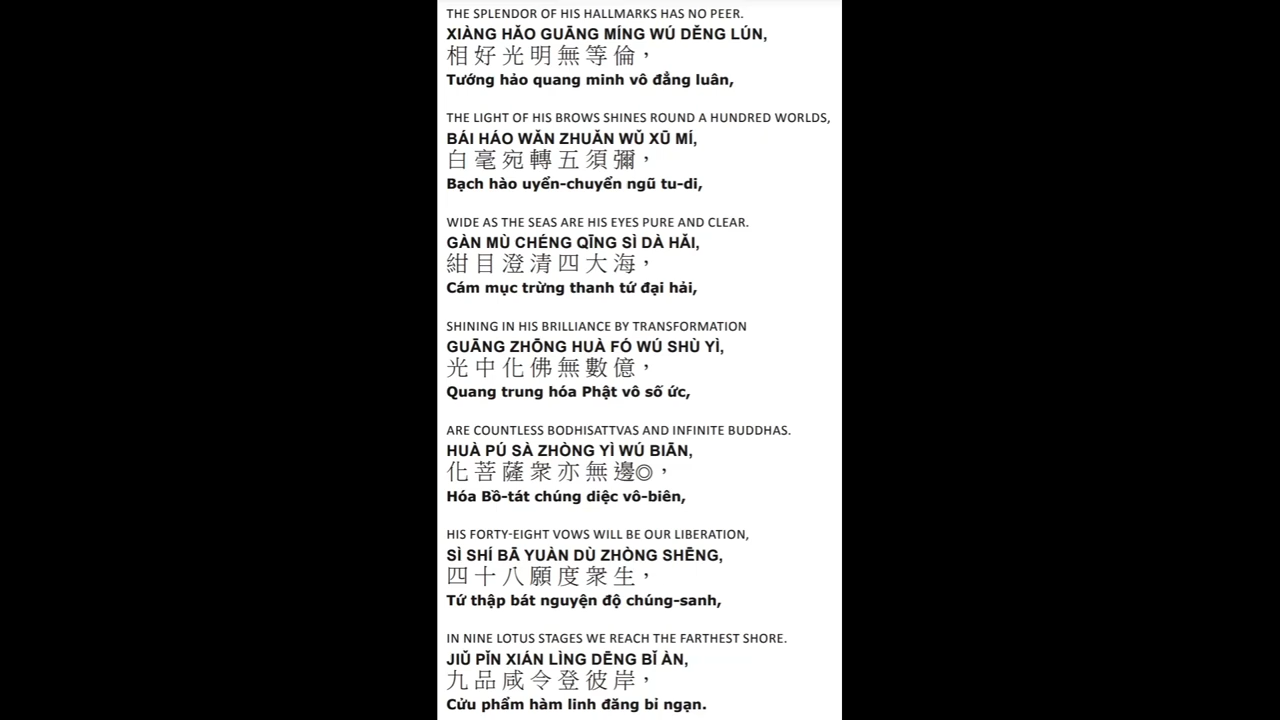 THE SPLENDOR OF HIS HALLMARKS HAS NO PEER.
XIÀNG HǍO GUĀNG MÍNG WÚ DĚNG LÚN,
相好光明無等倫，
Tướng hảo quang minh vô đẳng luân,
THE LIGHT OF HIS BROWS SHINES ROUND A HUNDRED WORLDS,
BÁI HÁO WǍN ZHUǍN WǓ XŪ MÍ,
白毫宛轉五須彌，
Bạch hào uyển-chuyển ngũ tu-di,
WIDE AS THE SEAS ARE HIS EYES PURE AND CLEAR.
GÀN MÙ CHÉNG QĪNG SÌ DÀ HǍI,
紺目澄清四大海，
Cám mục trừng thanh tứ đại hải,
SHINING IN HIS BRILLIANCE BY TRANSFORMATION
GUĀNG ZHŌNG HUÀ FÓ WÚ SHÙ YÌ,
光中化佛無數億，
Quang trung hóa Phật vô số ức,
ARE COUNTLESS BODHISATTVAS AND INFINITE BUDDHAS.
HUÀ PÚ SÀ ZHÒNG YÌ WÚ BIĀN,
化菩薩衆亦無邊◎，
Hóa Bồ-tát chúng diệc vô-biên,
HIS FORTY-EIGHT VOWS WILL BE OUR LIBERATION,
SÌ SHÍ BĀ YUÀN DÙ ZHÒNG SHĒNG,
四十八願度衆生，
Tứ thập bát nguyện độ chúng-sanh,
IN NINE LOTUS STAGES WE REACH THE FARTHEST SHORE.
JIǓ PǏN XIÁN LÌNG DĒNG BǏ ÀN,
九品咸令登彼岸，
Cửu phẩm hàm linh đăng bỉ ngạn.